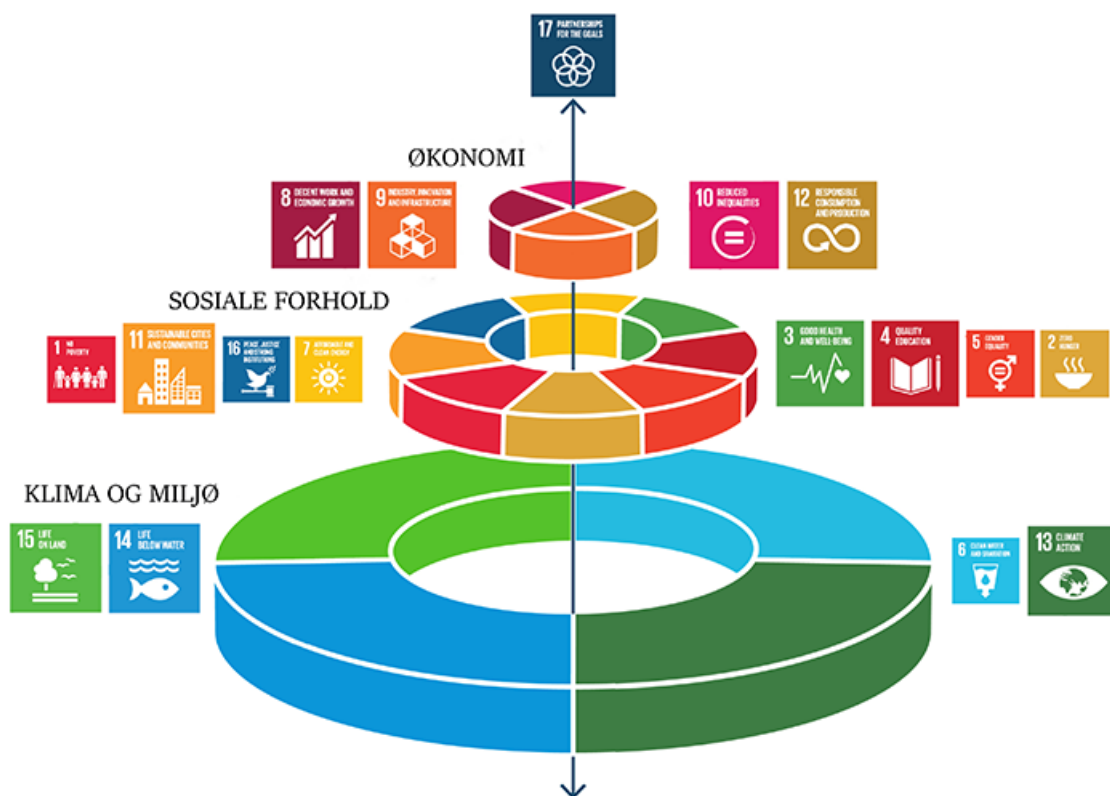 17 PARTNERSHIPS
FOR THE GOALS
ØKONOMI
8 DECENT WORK AND
ECONOMIC GROWTH
9 INDUSTRY, INNOVATION
AND INFRASTRUCTURE
10 REDUCED
INEQUALITIES
12 RESPONSIBLE
CONSUMPTION
AND PRODUCTION
SOSIALE FORHOLD
1 NO
POVERTY
11 SUSTAINABLE CITIES
AND COMMUNITIES
16 PEACE, JUSTICE
AND STRONG
INSTITUTIONS
7 AFFORDABLE AND
CLEAN ENERGY
3 GOOD HEALTH
AND WELL-BEING
4 QUALITY
EDUCATION
5 GENDER
EQUALITY
2 ZERO
HUNGER
KLIMA OG MILJØ
15 LIFE
ON LAND
14 LIFE
BELOW WATER
6 CLEAN WATER
AND SANITATION
13 CLIMATE
ACTION